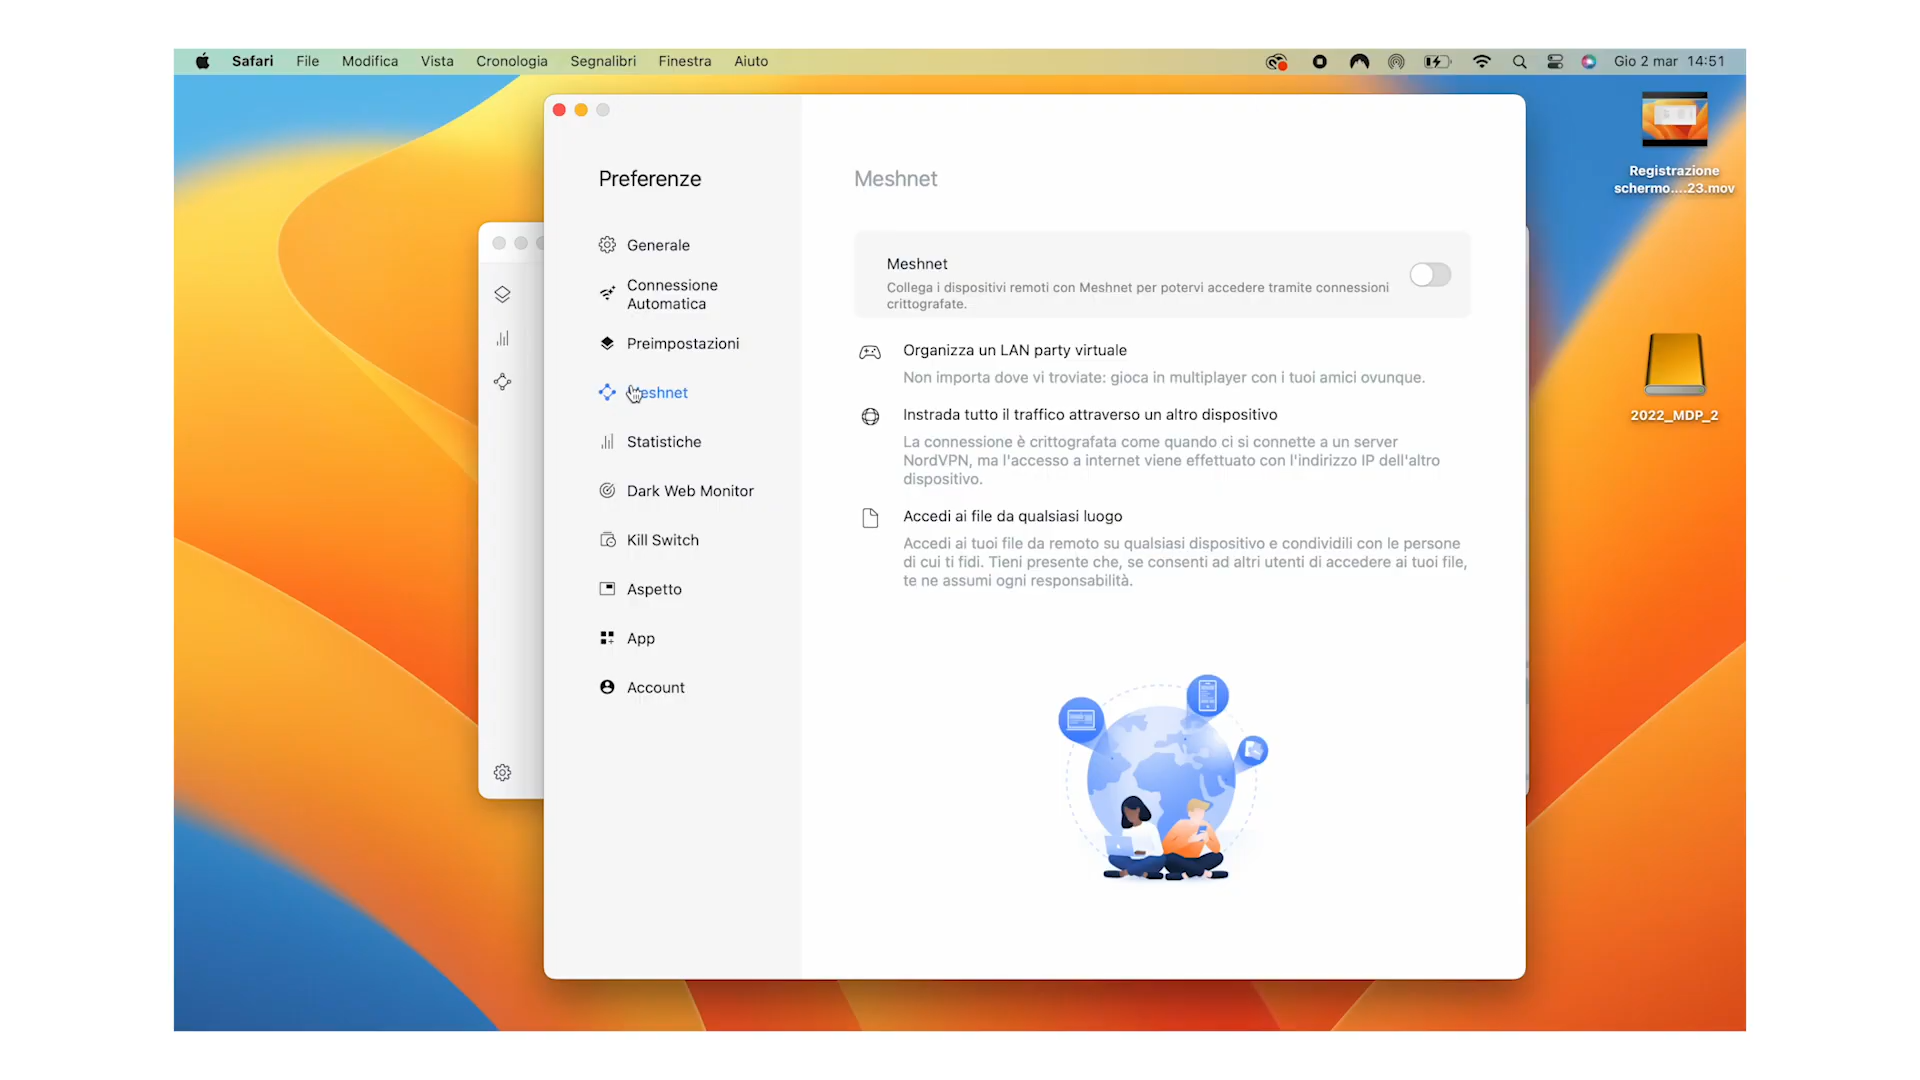 Safari File Modifica Vista Cronologia Segnalibri Finestra Aiuto Gio 2 mar 14:51
Registrazione
schermo....23.mov
2022_MDP_2
Preferenze
Generale
Connessione
Automatica
Preimpostazioni
Meshnet
Statistiche
Dark Web Monitor
Kill Switch
Aspetto
App
Account
Meshnet
Meshnet
Collega i dispositivi remoti con Meshnet per potervi accedere tramite connessioni
crittografate.
Organizza un LAN party virtuale
Non importa dove vi troviate: gioca in multiplayer con i tuoi amici ovunque.
Instrada tutto il traffico attraverso un altro dispositivo
La connessione è crittografata come quando ci si connette a un server
NordVPN, ma l'accesso a internet viene effettuato con l'indirizzo IP dell'altro
dispositivo.
Accedi ai file da qualsiasi luogo
Accedi ai tuoi file da remoto su qualsiasi dispositivo e condividili con le persone
di cui ti fidi. Tieni presente che, se consenti ad altri utenti di accedere ai tuoi file,
te ne assumi ogni responsabilità.